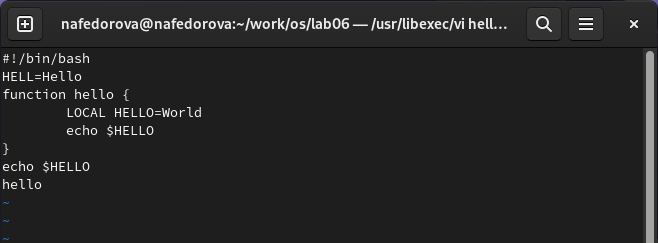 nafedorova@nafedorova:~/work/os/lab06 — /usr/libexec/vi hell…
#!/bin/bash
HELL=Hello
function hello {
        LOCAL HELLO=World
        echo $HELLO
}
echo $HELLO
hello
~
~
~